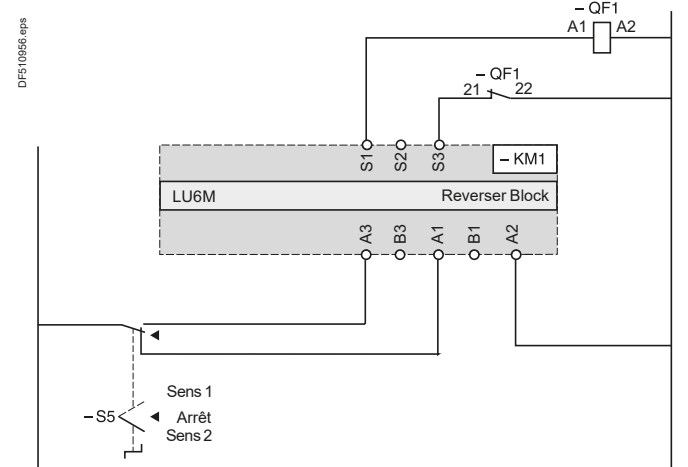 DF510956.eps
– QF1
A1 A2
– QF1
21 22
S1 S2 S3
– KM1
LU6M Reverser Block
A3 B3 A1 B1 A2
Sens 1
– S5 Arrêt
Sens 2